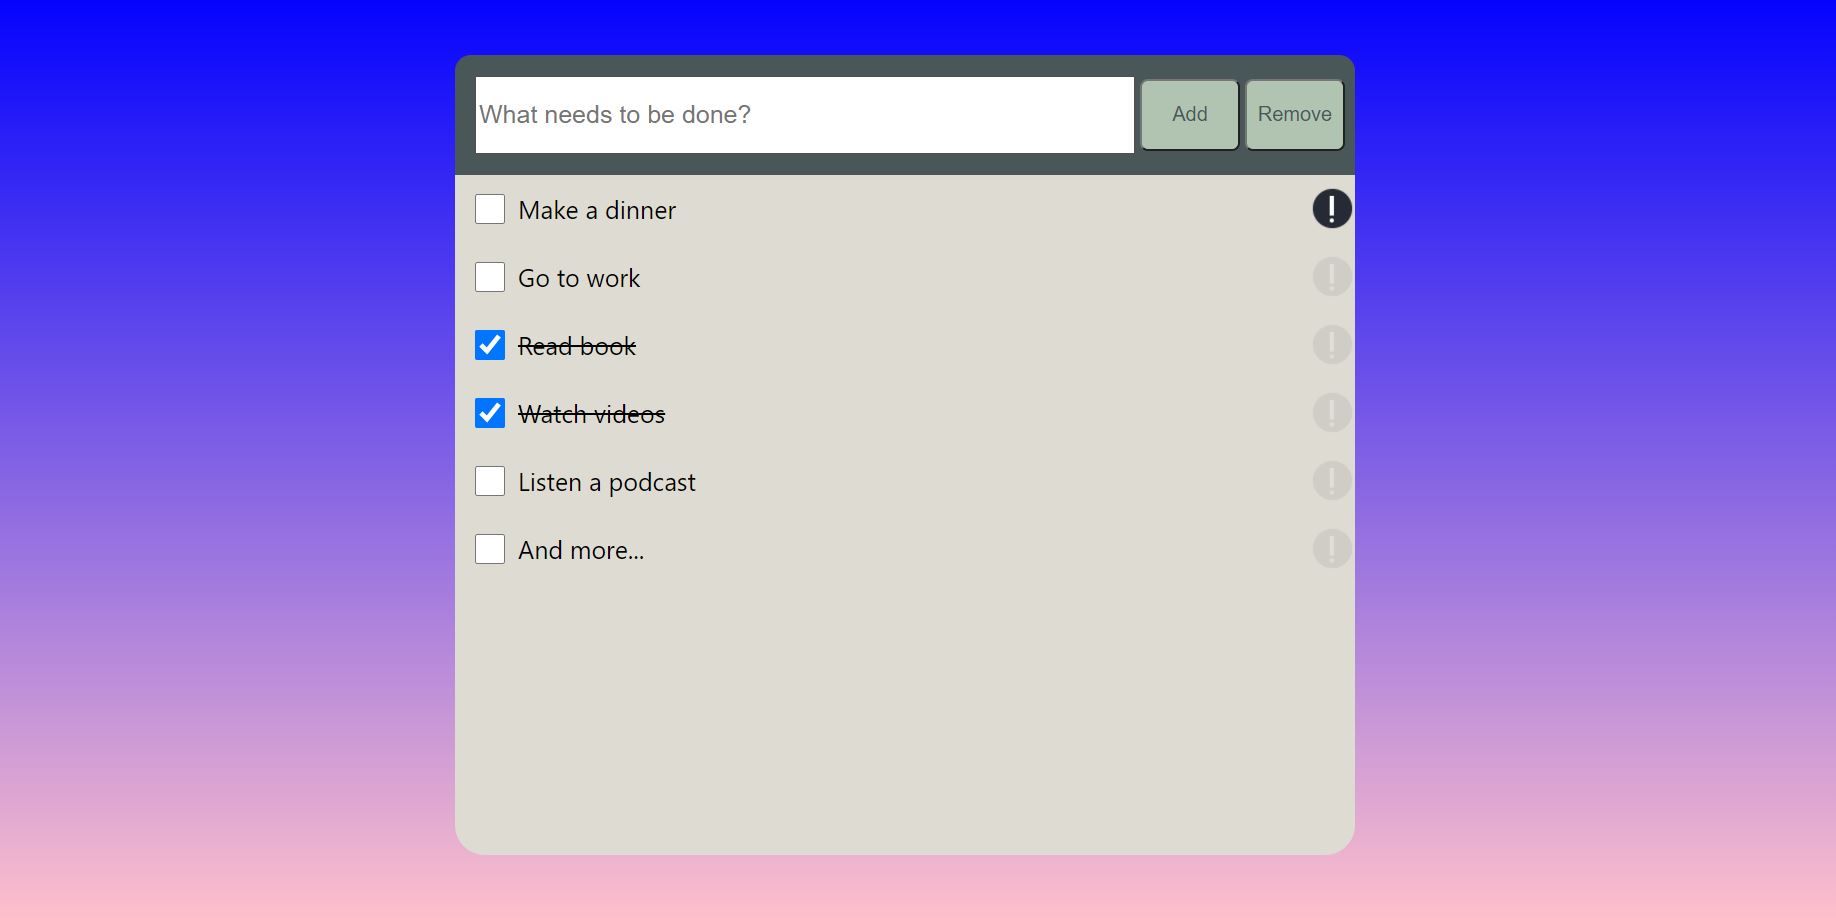 What needs to be done?
Add
Remove
Make a dinner
Go to work
Read book
Watch videos
Listen a podcast
And more...